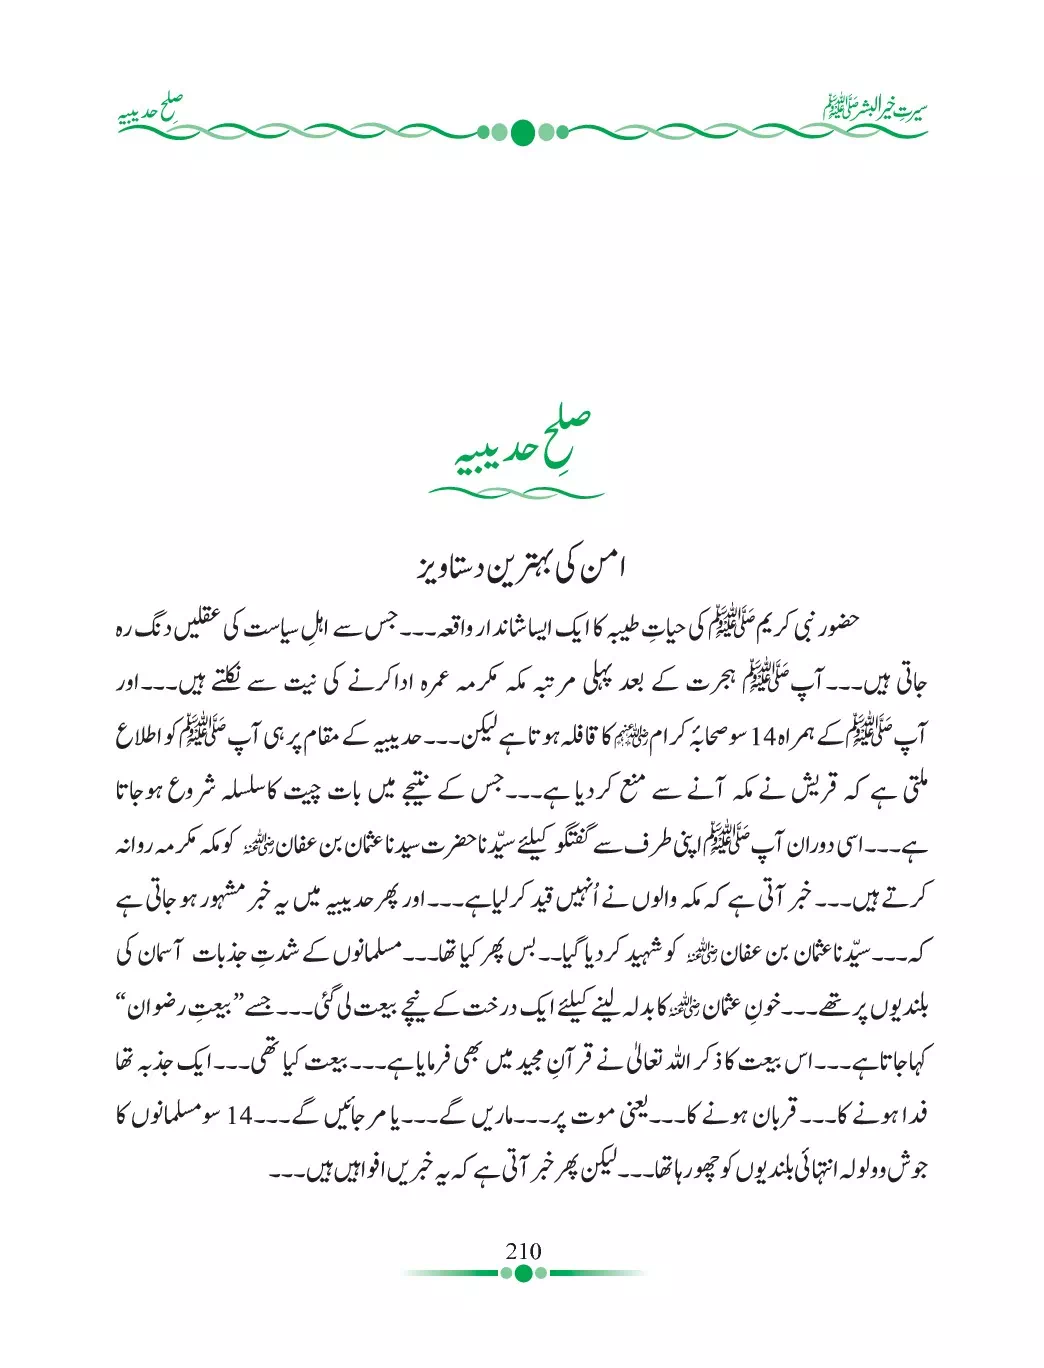 سیرتِ خیر البشر ﷺ
صلح حدیبیہ
صلحِ حدیبیہ
امن کی بہترین دستاویز
حضور نبی کریم ﷺ کی حیاتِ طیبہ کا ایک ایسا شاندار واقعہ۔۔۔جس سے اہلِ سیاست کی عقلیں دنگ رہ
جاتی ہیں۔۔۔آپ ﷺ ہجرت کے بعد پہلی مرتبہ مکہ مکرمہ عمرہ ادا کرنے کی نیت سے نکلتے ہیں۔۔۔اور
آپ ﷺ کے ہمراہ 14 سو صحابۂ کرام رضی اللہ عنہم کا قافلہ ہوتا ہے لیکن۔۔۔حدیبیہ کے مقام پر ہی آپ ﷺ کو اطلاع
ملتی ہے کہ قریش نے مکہ آنے سے منع کر دیا ہے۔۔۔جس کے نتیجے میں بات چیت کا سلسلہ شروع ہو جاتا
ہے۔۔۔اسی دوران آپ ﷺ اپنی طرف سے گفتگو کیلئے سیّدنا حضرت سیدنا عثمان بن عفان رضی اللہ عنہ کو مکہ مکرمہ روانہ
کرتے ہیں۔۔۔خبر آتی ہے کہ مکہ والوں نے اُنہیں قید کر لیا ہے۔۔۔اور پھر حدیبیہ میں یہ خبر مشہور ہو جاتی ہے
کہ۔۔۔سیّدنا عثمان بن عفان رضی اللہ عنہ کو شہید کر دیا گیا۔۔بس پھر کیا تھا۔۔۔مسلمانوں کے شدتِ جذبات آسمان کی
بلندیوں پر تھے۔۔۔خونِ عثمان رضی اللہ عنہ کا بدلہ لینے کیلئے ایک درخت کے نیچے بیعت لی گئی۔۔۔جسے ”بیعتِ رضوان“
کہا جاتا ہے۔۔۔اس بیعت کا ذکر اللہ تعالیٰ نے قرآنِ مجید میں بھی فرمایا ہے۔۔۔بیعت کیا تھی۔۔۔ایک جذبہ تھا
فدا ہونے کا۔۔۔قربان ہونے کا۔۔۔یعنی موت پر۔۔۔ماریں گے۔۔۔یا مر جائیں گے۔۔۔14 سو مسلمانوں کا
جوش و ولولہ انتہائی بلندیوں کو چھو رہا تھا۔۔۔لیکن پھر خبر آتی ہے کہ یہ خبریں افواہیں ہیں۔۔۔
210